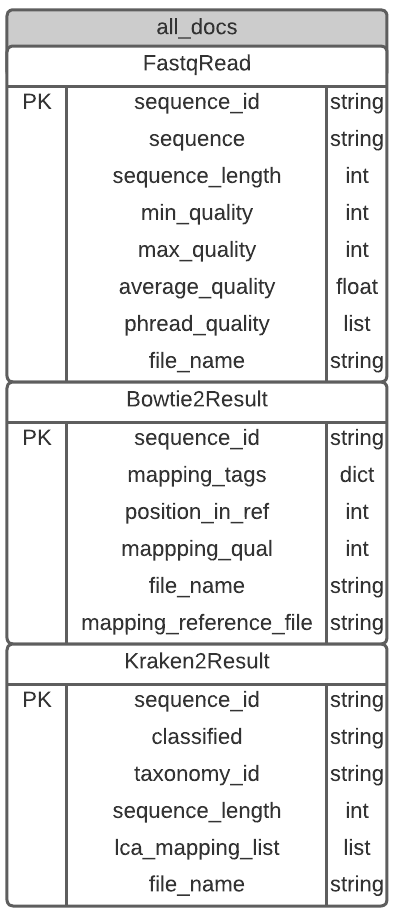 all_docs
FastqRead
PK sequence_id string
sequence string
sequence_length int
min_quality int
max_quality int
average_quality float
phread_quality list
file_name string
Bowtie2Result
PK sequence_id string
mapping_tags dict
position_in_ref int
mappping_qual int
file_name string
mapping_reference_file string
Kraken2Result
PK sequence_id string
classified string
taxonomy_id string
sequence_length int
lca_mapping_list list
file_name string